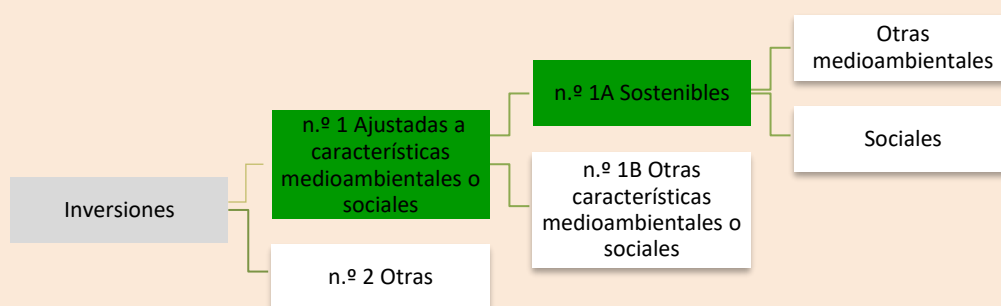 Inversiones
n.º 1 Ajustadas a
características
medioambientales o
sociales
n.º 2 Otras
n.º 1A Sostenibles
n.º 1B Otras
características
medioambientales o
sociales
Otras
medioambientales
Sociales